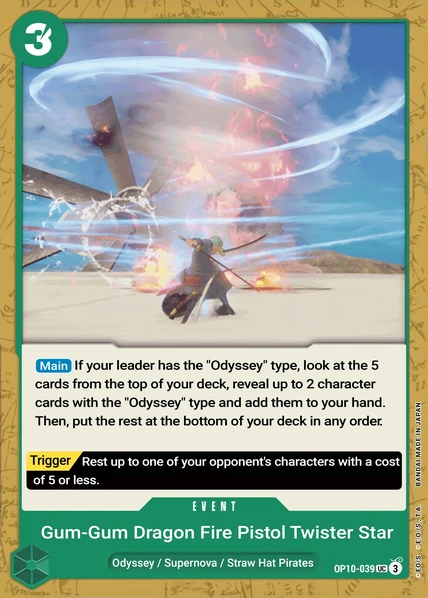 3
Main If your leader has the "Odyssey" type, look at the 5
cards from the top of your deck, reveal up to 2 character
cards with the "Odyssey" type and add them to your hand.
Then, put the rest at the bottom of your deck in any order.
Trigger Rest up to one of your opponent's characters with a cost
of 5 or less.
EVENT
Gum-Gum Dragon Fire Pistol Twister Star
Odyssey / Supernova / Straw Hat Pirates
OP10-039 UC 3
BANDAI MADE IN JAPAN